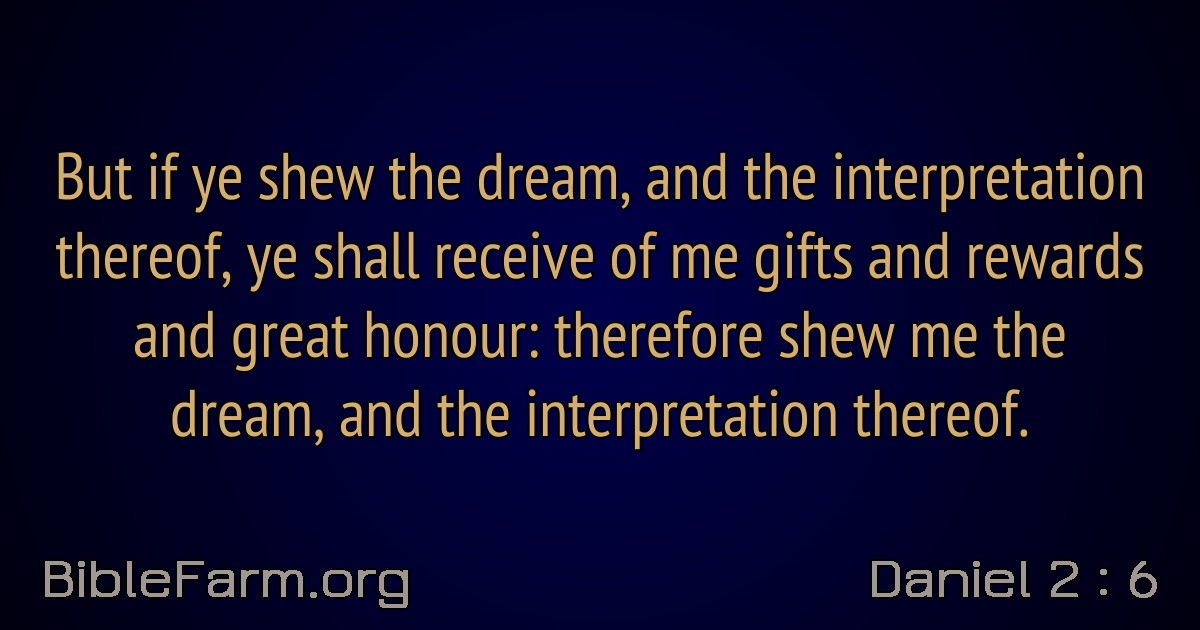 But if ye shew the dream, and the interpretation
thereof, ye shall receive of me gifts and rewards
and great honour: therefore shew me the
dream, and the interpretation thereof.
BibleFarm.org
Daniel 2 : 6